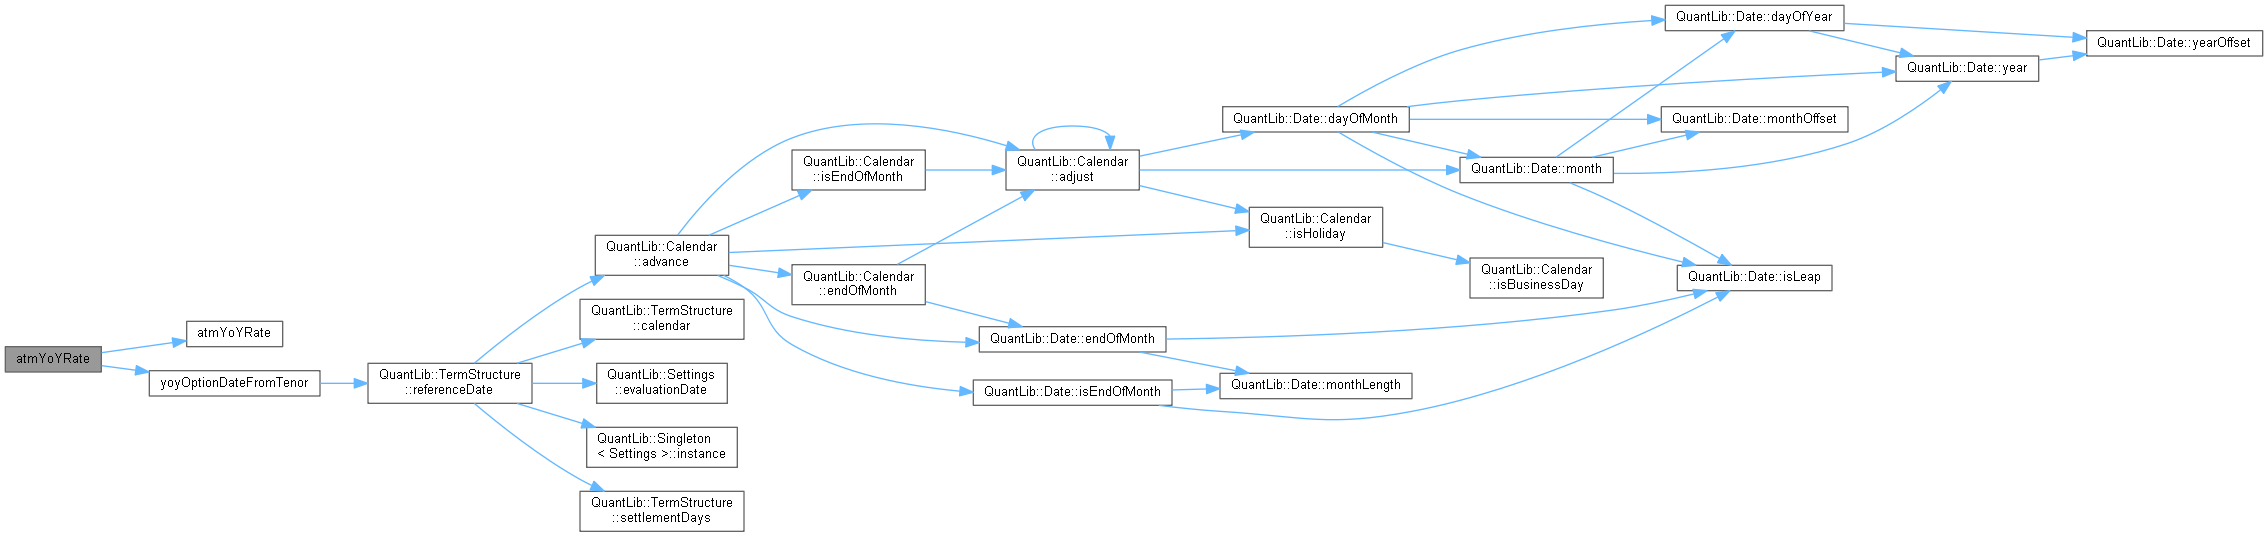 atmYoYRate
atmYoYRate
yoyOptionDateFromTenor
QuantLib::TermStructure
::referenceDate
QuantLib::Calendar
::advance
QuantLib::TermStructure
::calendar
QuantLib::Settings
::evaluationDate
QuantLib::Singleton
< Settings >::instance
QuantLib::TermStructure
::settlementDays
QuantLib::Calendar
::isEndOfMonth
QuantLib::Calendar
::endOfMonth
QuantLib::Calendar
::adjust
QuantLib::Date::endOfMonth
QuantLib::Date::isEndOfMonth
QuantLib::Date::dayOfMonth
QuantLib::Calendar
::isHoliday
QuantLib::Date::monthLength
QuantLib::Date::month
QuantLib::Calendar
::isBusinessDay
QuantLib::Date::dayOfYear
QuantLib::Date::monthOffset
QuantLib::Date::isLeap
QuantLib::Date::year
QuantLib::Date::yearOffset